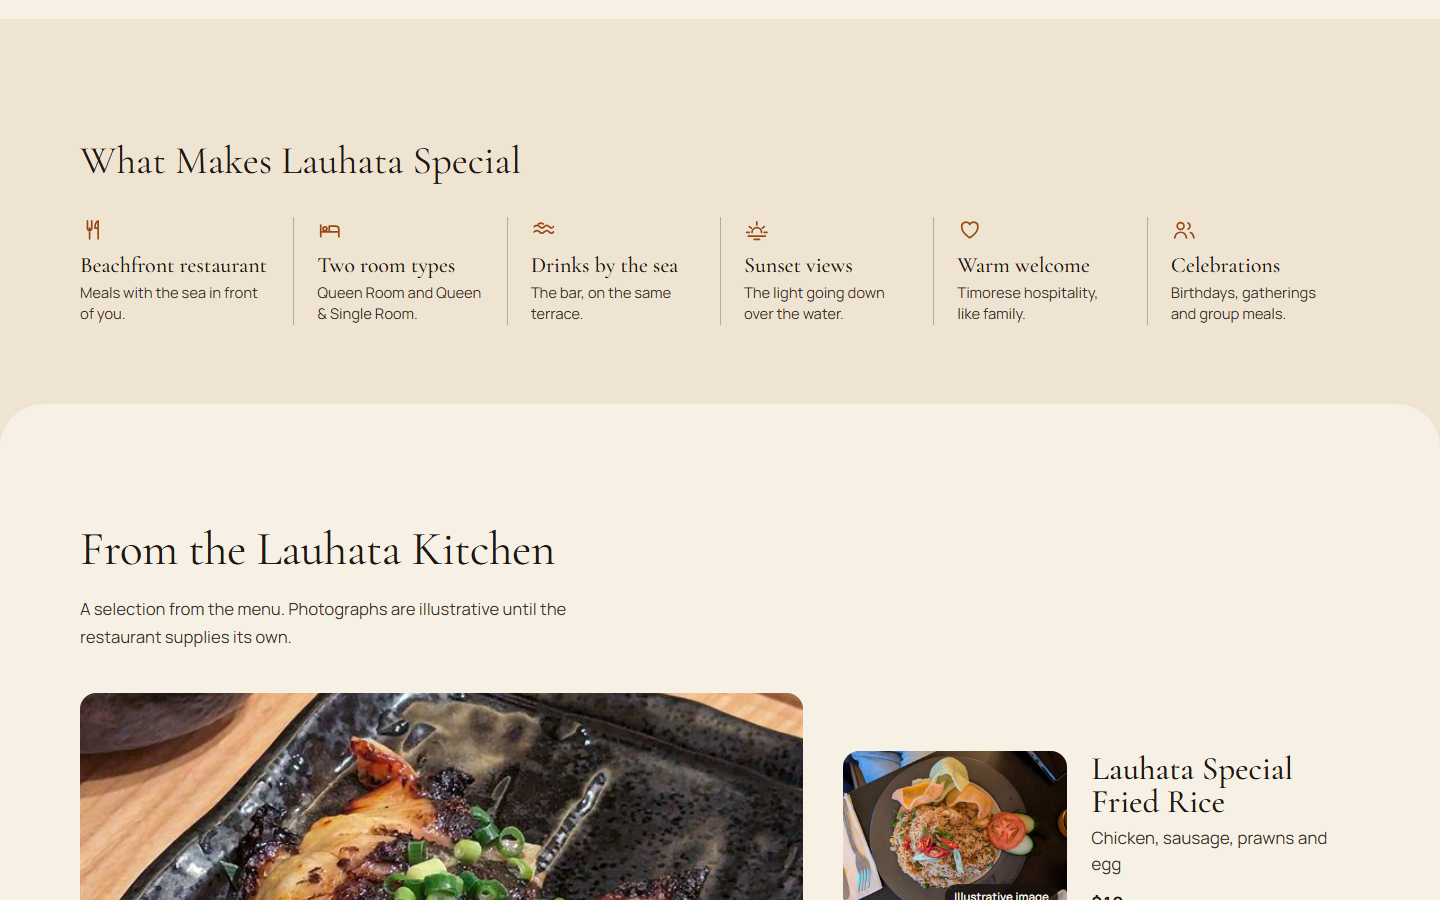 What Makes Lauhata Special
Beachfront restaurant
Meals with the sea in front
of you.
Two room types
Queen Room and Queen
& Single Room.
Drinks by the sea
The bar, on the same
terrace.
Sunset views
The light going down
over the water.
Warm welcome
Timorese hospitality,
like family.
Celebrations
Birthdays, gatherings
and group meals.
From the Lauhata Kitchen
A selection from the menu. Photographs are illustrative until the
restaurant supplies its own.
Lauhata Special
Fried Rice
Chicken, sausage, prawns and
egg
Illustrative image